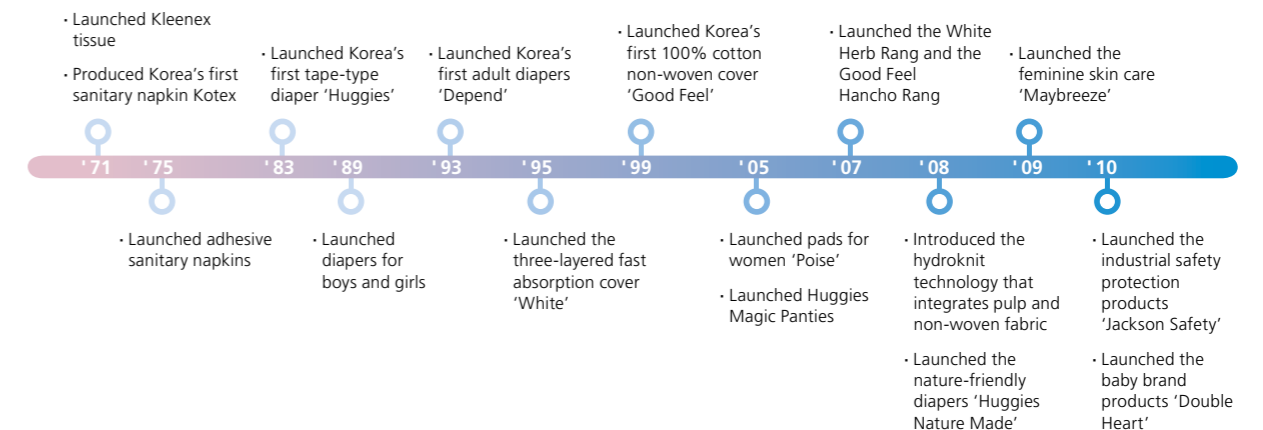 · Launched Kleenex
tissue
· Produced Korea's first
sanitary napkin Kotex
· Launched Korea's
first tape-type
diaper 'Huggies'
· Launched Korea's
first adult diapers
'Depend'
· Launched Korea's
first 100% cotton
non-woven cover
'Good Feel'
· Launched the White
Herb Rang and the
Good Feel
Hancho Rang
· Launched the
feminine skin care
'Maybreeze'
'71 '75 '83 '89 '93 '95 '99 '05 '07 '08 '09 '10
· Launched adhesive
sanitary napkins
· Launched
diapers for
boys and girls
· Launched the
three-layered fast
absorption cover
'White'
· Launched pads for
women 'Poise'
· Launched Huggies
Magic Panties
· Introduced the
hydroknit
technology that
integrates pulp and
non-woven fabric
· Launched the
nature-friendly
diapers 'Huggies
Nature Made'
· Launched the
industrial safety
protection
products
'Jackson Safety'
· Launched the
baby brand
products 'Double
Heart'